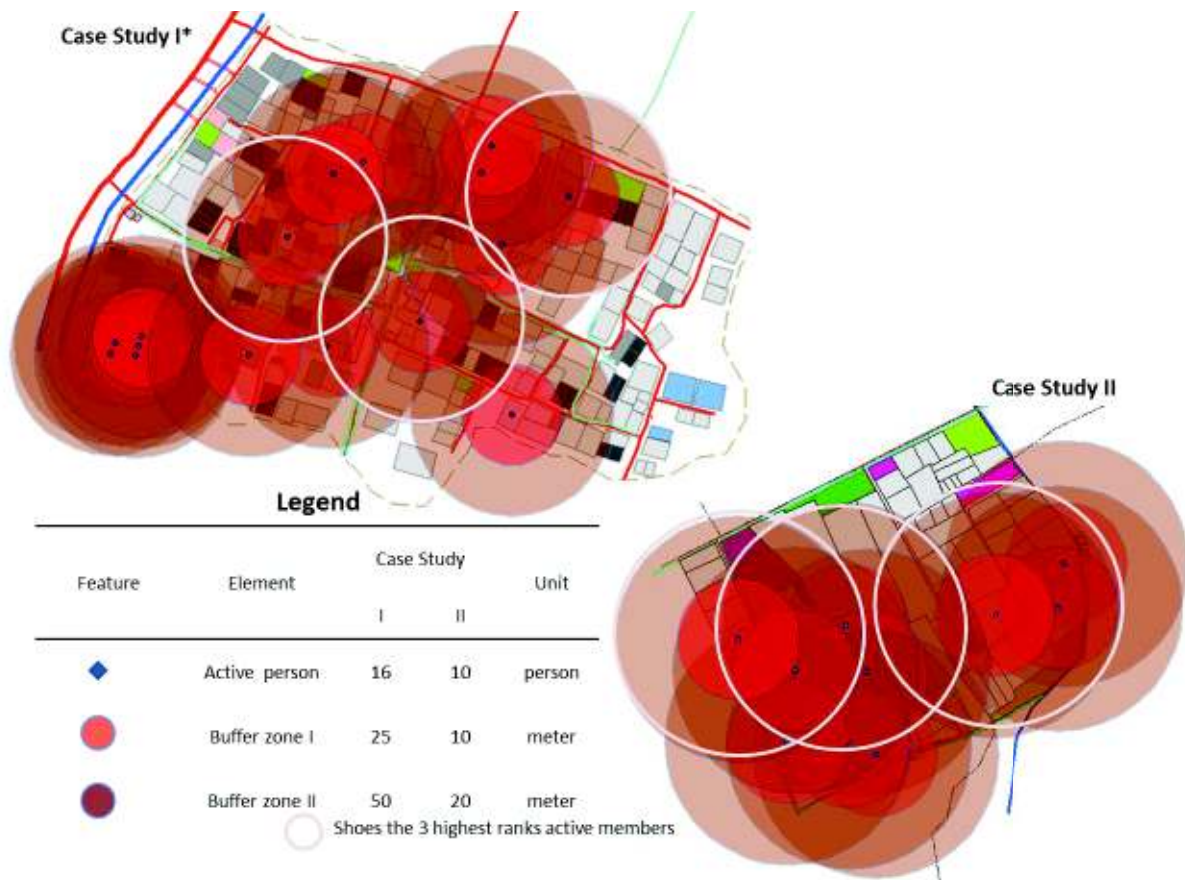 Case Study I*
Case Study II
Legend
Feature Element Case Study Unit
I II
Active person 16 10 person
Buffer zone I 25 10 meter
Buffer zone II 50 20 meter
Shoes the 3 highest ranks active members